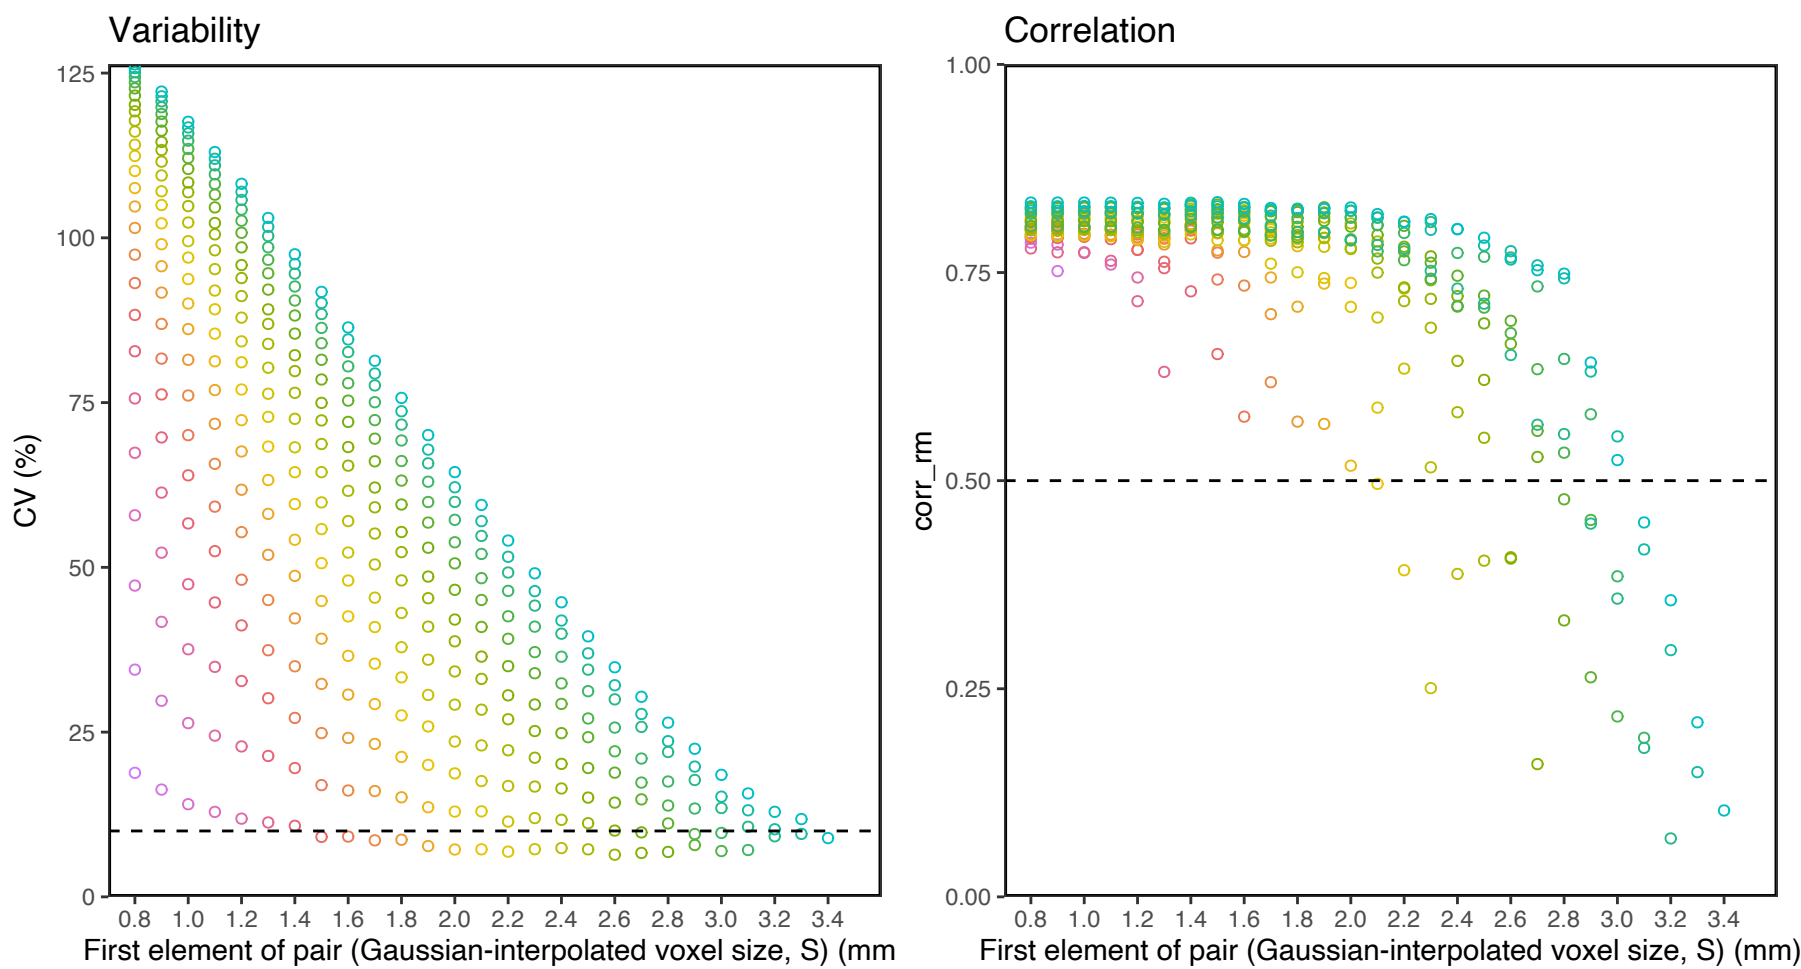 Variability
CV (%)
125
100
75
50
25
0
0.8 1.0 1.2 1.4 1.6 1.8 2.0 2.2 2.4 2.6 2.8 3.0 3.2 3.4
First element of pair (Gaussian-interpolated voxel size, S) (mm
Correlation
corr_rm
1.00
0.75
0.50
0.25
0.00
0.8 1.0 1.2 1.4 1.6 1.8 2.0 2.2 2.4 2.6 2.8 3.0 3.2 3.4
First element of pair (Gaussian-interpolated voxel size, S) (mm)